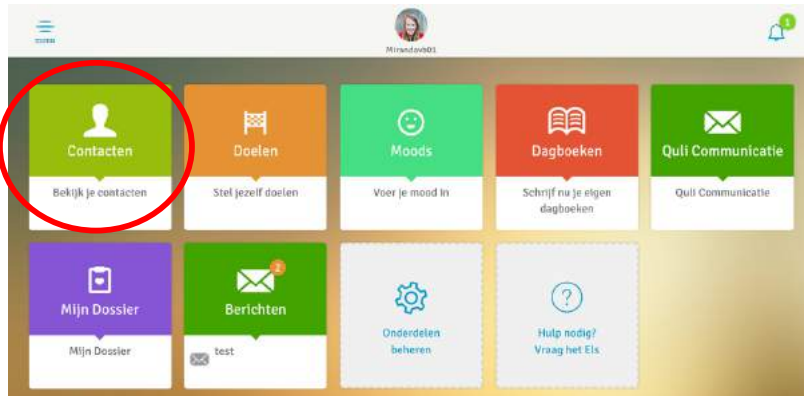 1
Mirandavb01
Contacten
Doelen
Moods
Dagboeken
Quli Communicatie
Bekijk je contacten
Stel jezelf doelen
Voer je mood in
Schrijf nu je eigen
dagboeken
Quli Communicatie
2
Mijn Dossier
Berichten
Onderdelen
beheren
Hulp nodig?
Vraag het Els
Mijn Dossier
test